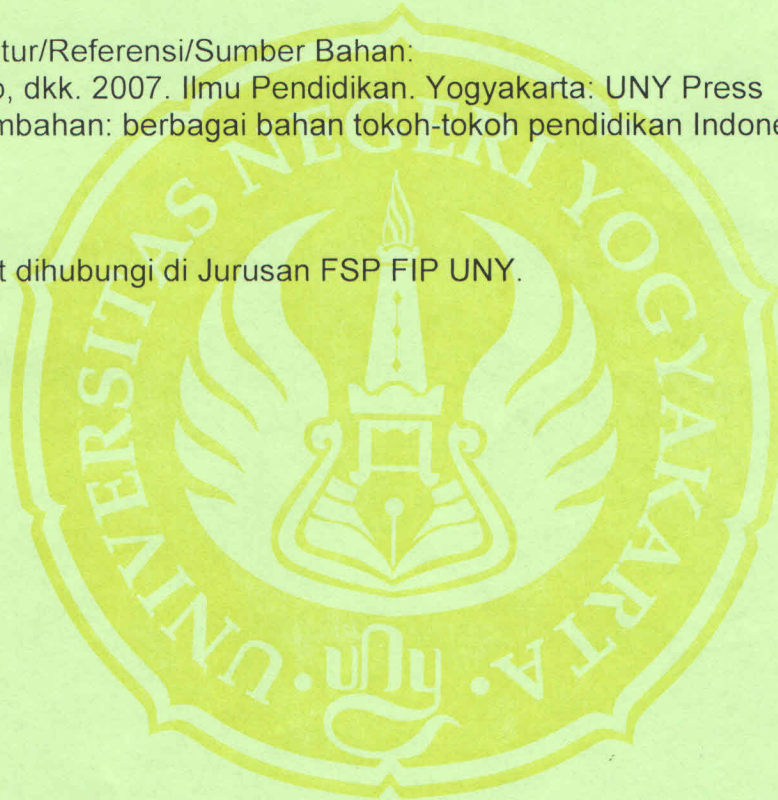 tur/Referensi/Sumber Bahan:
o, dkk. 2007. Ilmu Pendidikan. Yogyakarta: UNY Press
mbahan: berbagai bahan tokoh-tokoh pendidikan Indone
t dihubungi di Jurusan FSP FIP UNY.
UNIVERSITAS NEGERI YOGYAKARTA
uny